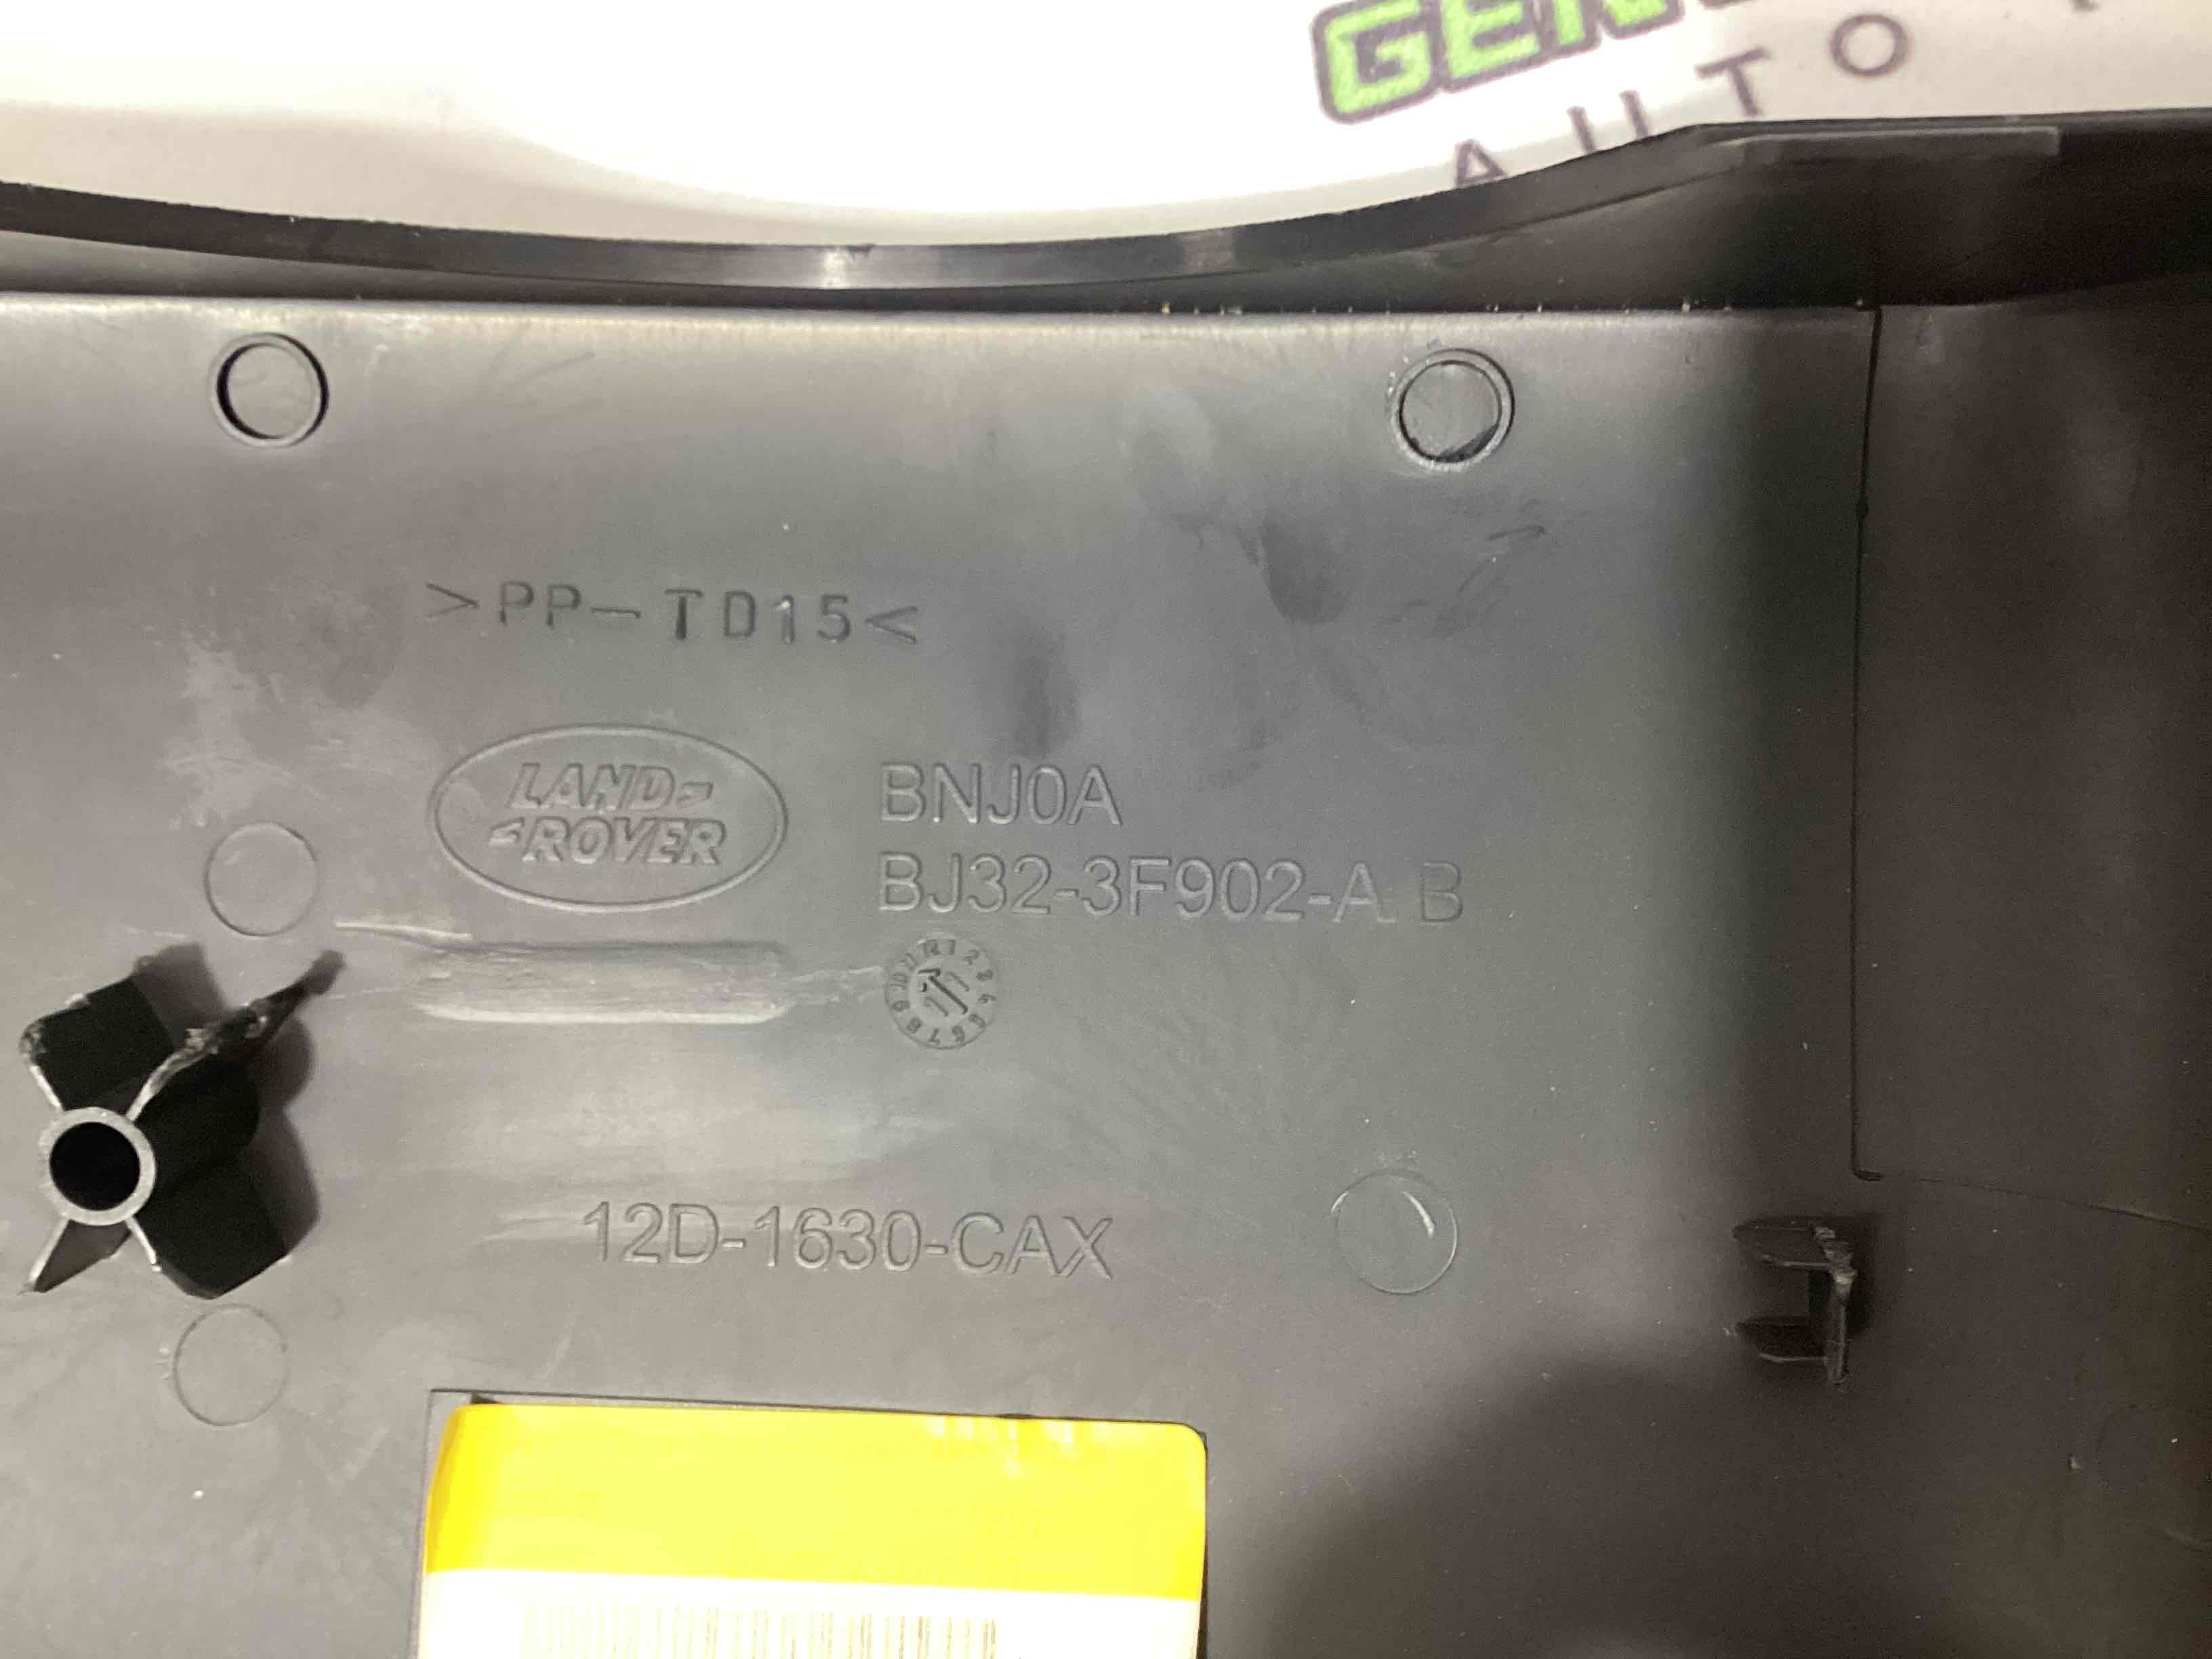 AUTO
>PP-TD15<
LAND
ROVER
BNJ0A
BJ32-3F902-A B
12D-1630-CAX